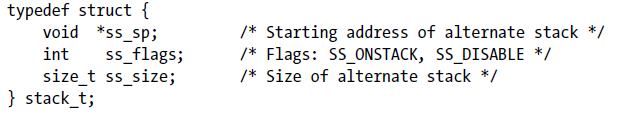 typedef struct {
    void  *ss_sp;         /* Starting address of alternate stack */
    int    ss_flags;      /* Flags: SS_ONSTACK, SS_DISABLE */
    size_t ss_size;       /* Size of alternate stack */
} stack_t;